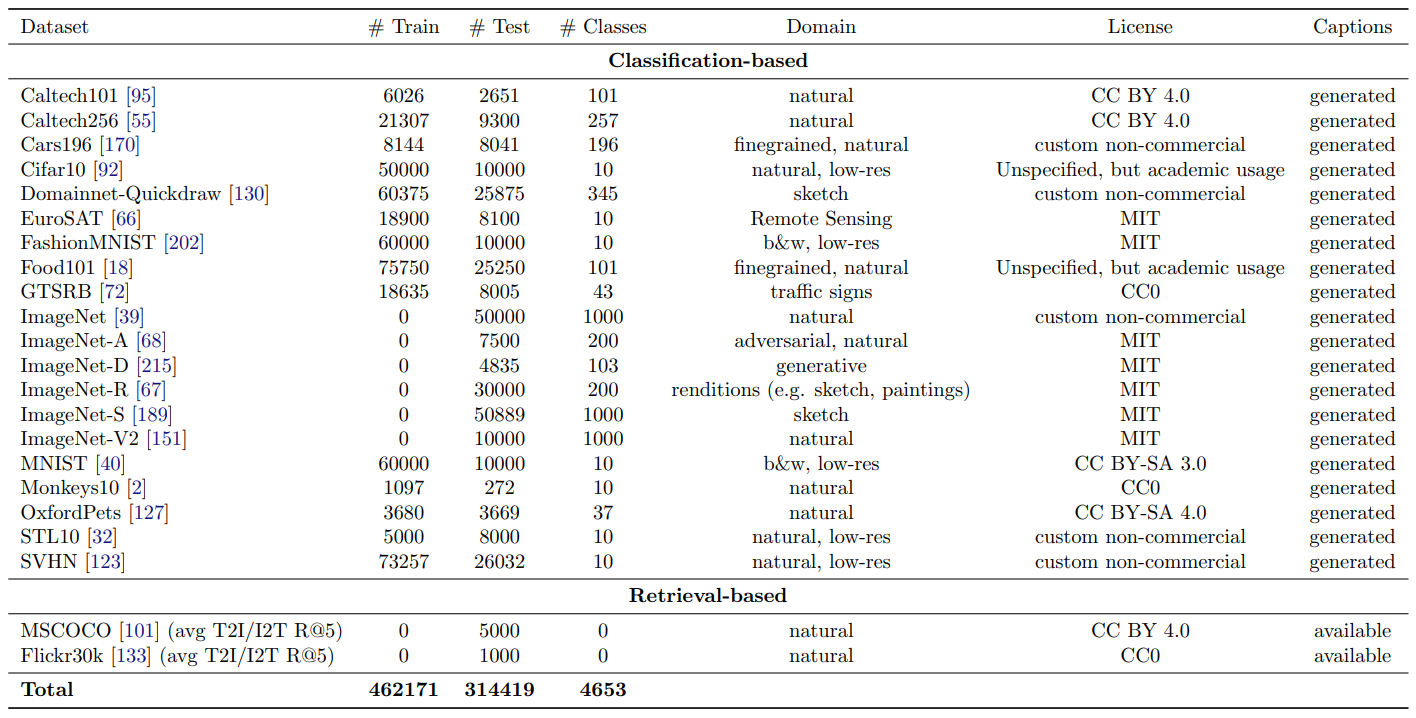 Dataset # Train # Test # Classes Domain License Captions
Classification-based
Caltech101 [95] 6026 2651 101 natural CC BY 4.0 generated
Caltech256 [55] 21307 9300 257 natural CC BY 4.0 generated
Cars196 [170] 8144 8041 196 finegrained, natural custom non-commercial generated
Cifar10 [92] 50000 10000 10 natural, low-res Unspecified, but academic usage generated
Domainnet-Quickdraw [130] 60375 25875 345 sketch custom non-commercial generated
EuroSAT [66] 18900 8100 10 Remote Sensing MIT generated
FashionMNIST [202] 60000 10000 10 b&w, low-res MIT generated
Food101 [18] 75750 25250 101 finegrained, natural Unspecified, but academic usage generated
GTSRB [72] 18635 8005 43 traffic signs CC0 generated
ImageNet [39] 0 50000 1000 natural custom non-commercial generated
ImageNet-A [68] 0 7500 200 adversarial, natural MIT generated
ImageNet-D [215] 0 4835 103 generative MIT generated
ImageNet-R [67] 0 30000 200 renditions (e.g. sketch, paintings) MIT generated
ImageNet-S [189] 0 50889 1000 sketch MIT generated
ImageNet-V2 [151] 0 10000 1000 natural MIT generated
MNIST [40] 60000 10000 10 b&w, low-res CC BY-SA 3.0 generated
Monkeys10 [2] 1097 272 10 natural CC0 generated
OxfordPets [127] 3680 3669 37 natural CC BY-SA 4.0 generated
STL10 [32] 5000 8000 10 natural, low-res custom non-commercial generated
SVHN [123] 73257 26032 10 natural, low-res custom non-commercial generated
Retrieval-based
MSCOCO [101] (avg T2I/I2T R@5) 0 5000 0 natural CC BY 4.0 available
Flickr30k [133] (avg T2I/I2T R@5) 0 1000 0 natural CC0 available
Total 462171 314419 4653